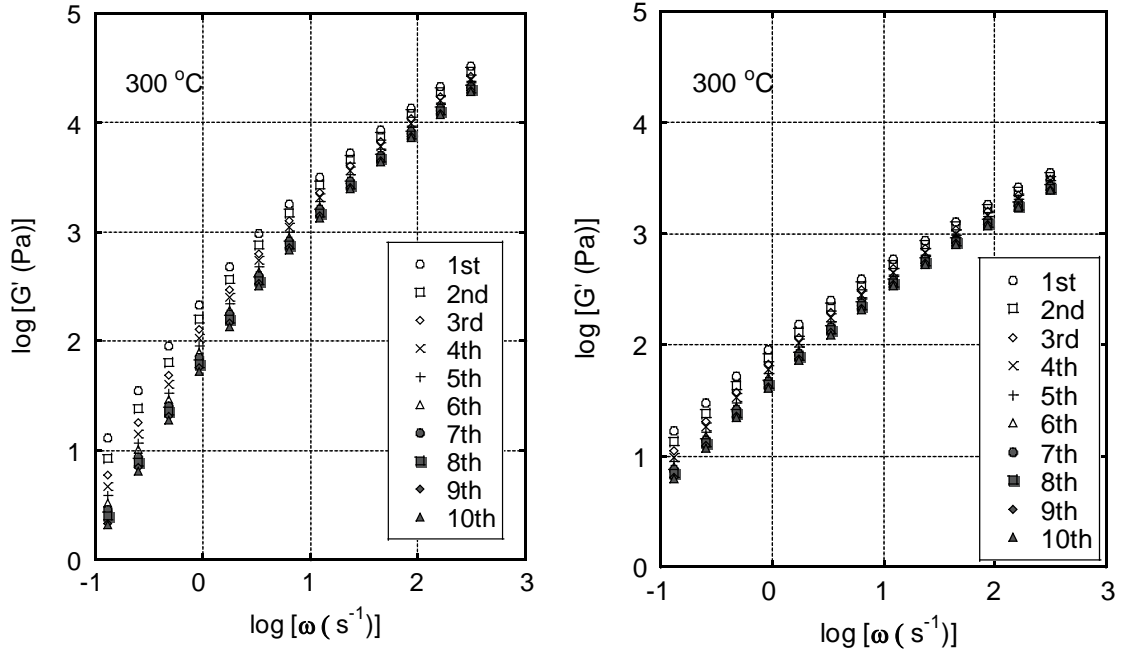 5
4
3
2
1
0
log [G' (Pa)]
300 °C
1st
2nd
3rd
4th
5th
6th
7th
8th
9th
10th
-1
0
1
2
3
log [ω ( s⁻¹)]
5
4
3
2
1
0
log [G' (Pa)]
300 °C
1st
2nd
3rd
4th
5th
6th
7th
8th
9th
10th
-1
0
1
2
3
log [ω ( s⁻¹)]